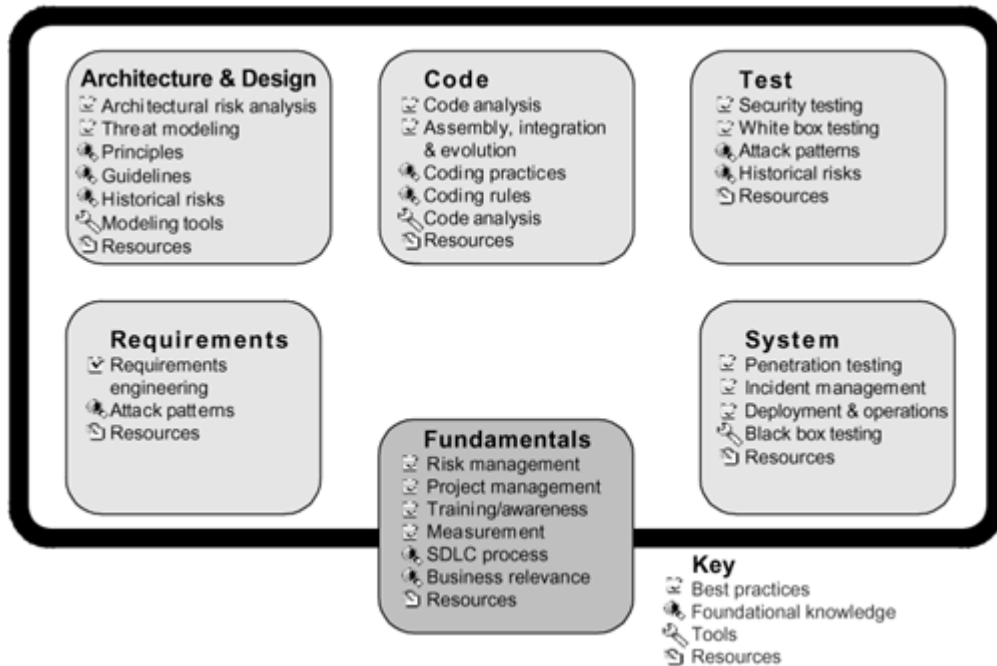 Architecture & Design
Architectural risk analysis
Threat modeling
Principles
Guidelines
Historical risks
Modeling tools
Resources
Code
Code analysis
Assembly, integration
& evolution
Coding practices
Coding rules
Code analysis
Resources
Test
Security testing
White box testing
Attack patterns
Historical risks
Resources
Requirements
Requirements
engineering
Attack patterns
Resources
Fundamentals
Risk management
Project management
Training/awareness
Measurement
SDLC process
Business relevance
Resources
System
Penetration testing
Incident management
Deployment & operations
Black box testing
Resources
Key
Best practices
Foundational knowledge
Tools
Resources